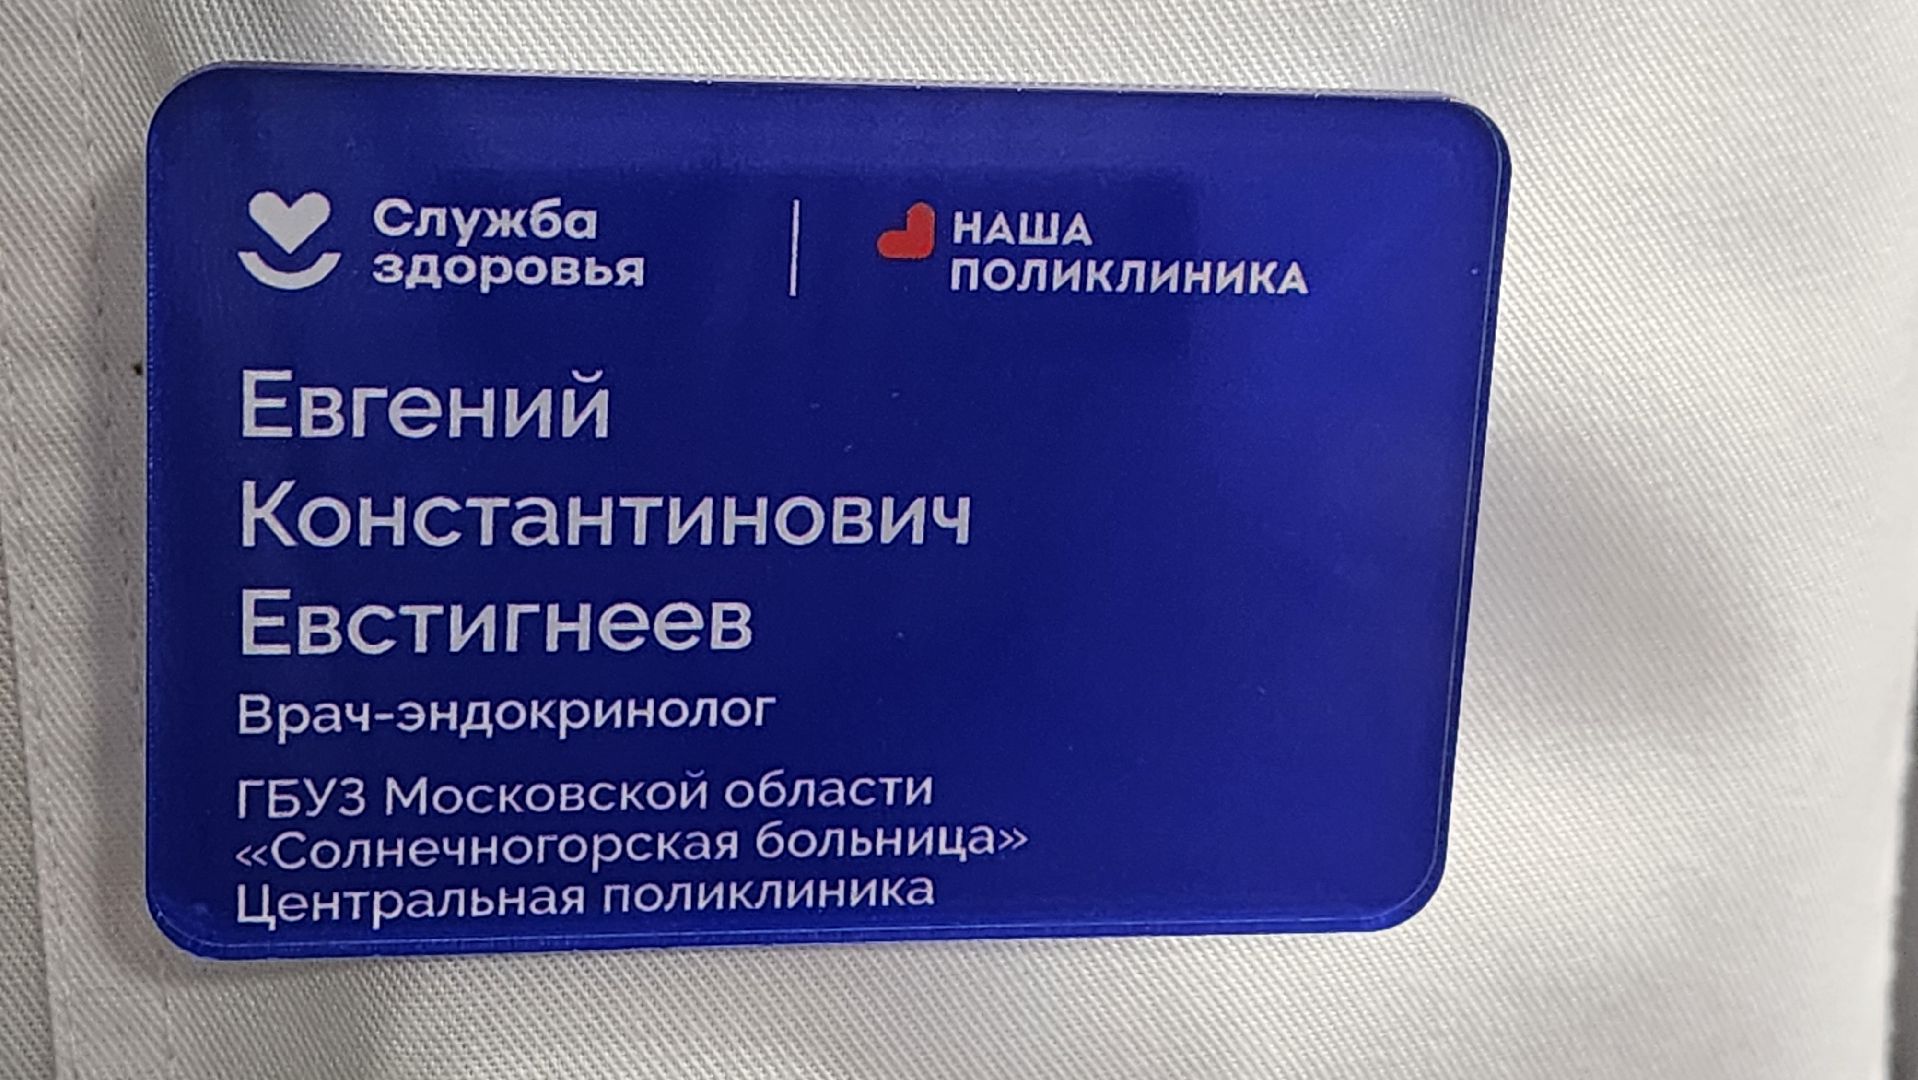 Служба
здоровья
НАША
ПОЛИКЛИНИКА
Евгений
Константинович
Евстигнеев
Врач-эндокринолог
ГБУЗ Московской области
«Солнечногорская больница»
Центральная поликлиника